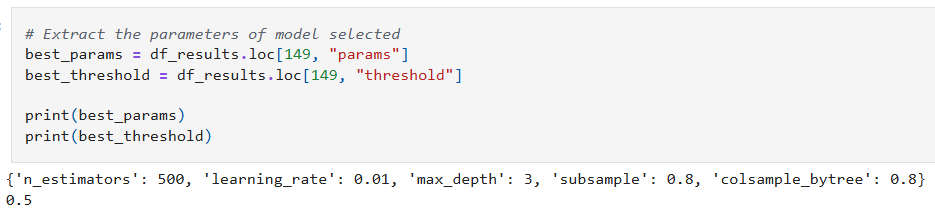 # Extract the parameters of model selected
best_params = df_results.loc[149, "params"]
best_threshold = df_results.loc[149, "threshold"]
print(best_params)
print(best_threshold)
{'n_estimators': 500, 'learning_rate': 0.01, 'max_depth': 3, 'subsample': 0.8, 'colsample_bytree': 0.8}
0.5